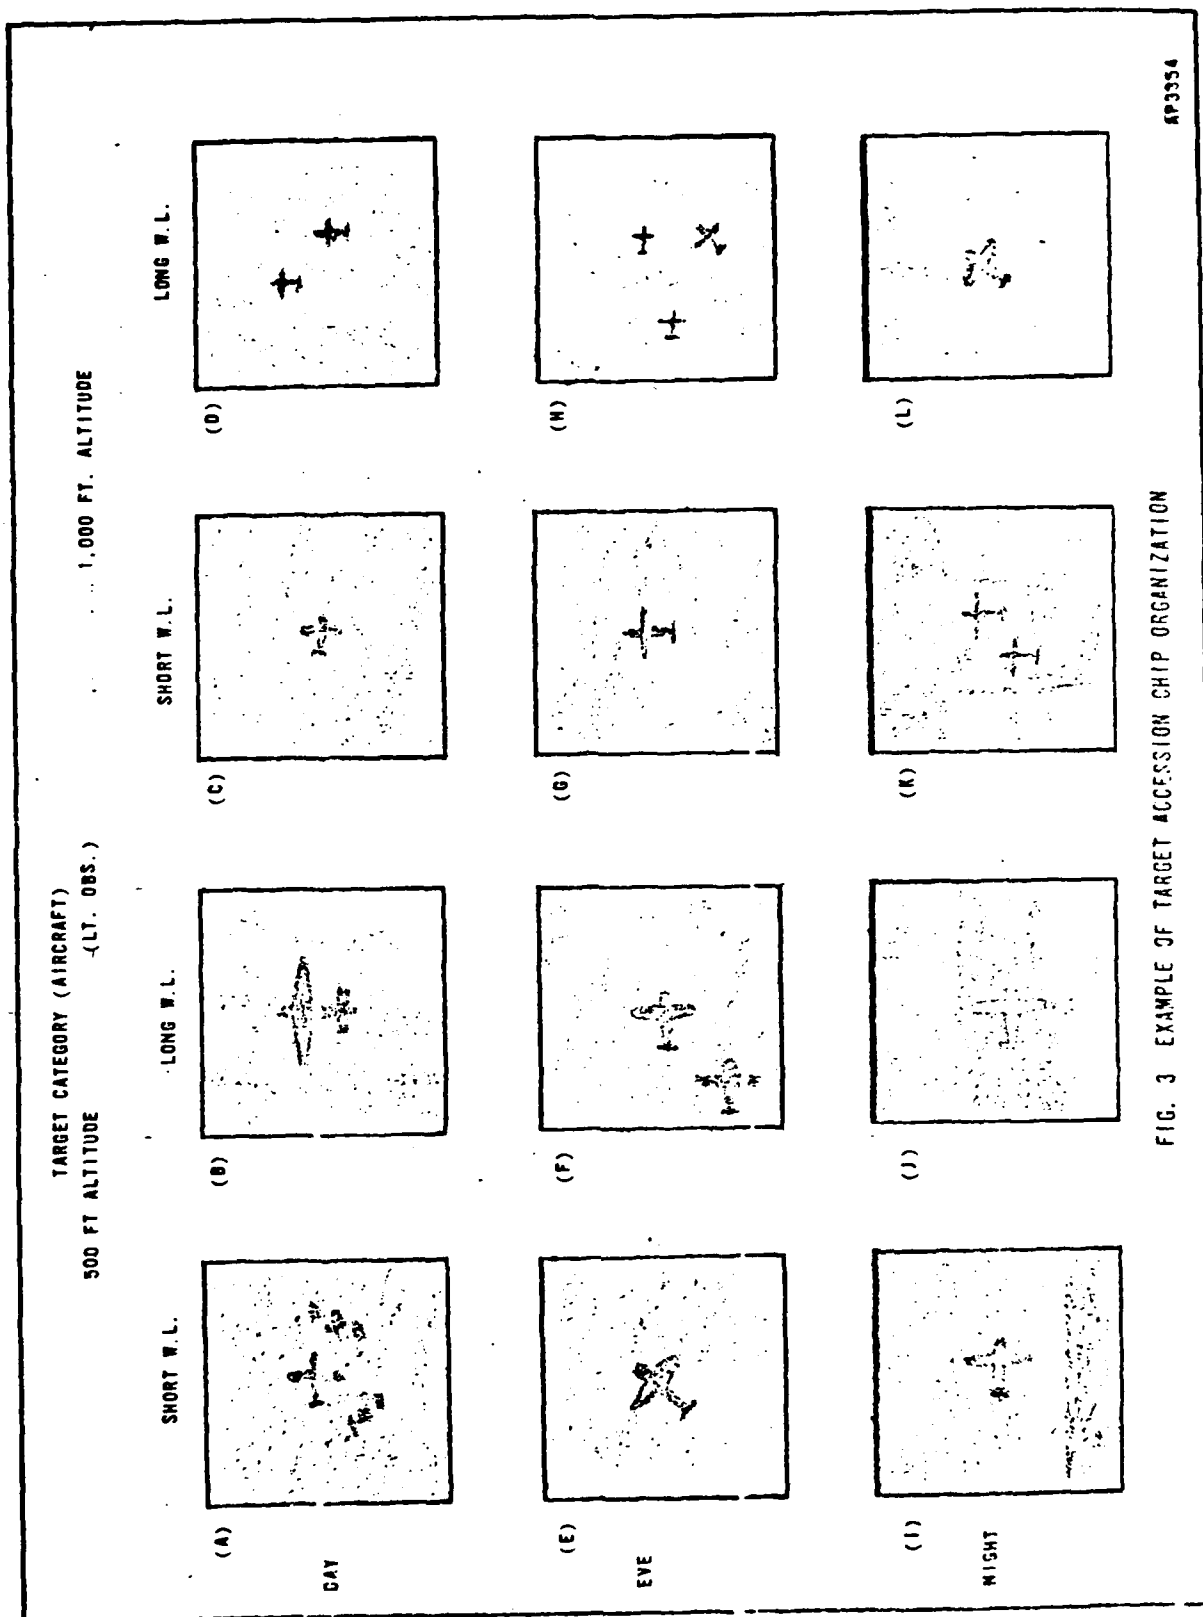 TARGET CATEGORY (AIRCRAFT)
500 FT ALTITUDE -(LT. OBS.) 1,000 FT. ALTITUDE
SHORT W.L. LONG W.L. SHORT W.L. LONG W.L.
(A) (B) (C) (D)
DAY
(E) (F) (G) (H)
EVE
(I) (J) (K) (L)
NIGHT
FIG. 3 EXAMPLE OF TARGET ACCESSION CHIP ORGANIZATION
AP3354